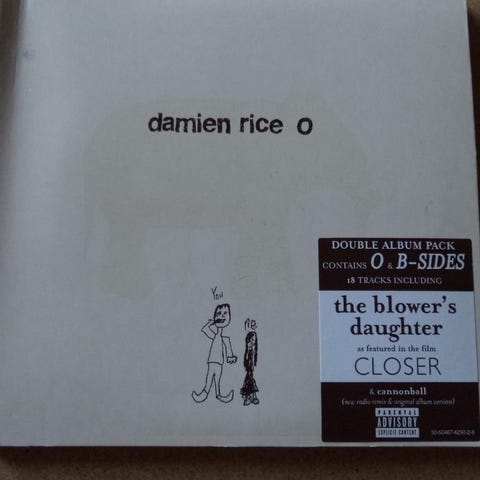 damien rice O
DOUBLE ALBUM PACK
CONTAINS O & B-SIDES
18 TRACKS INCLUDING
the blower's
daughter
as featured in the film
CLOSER
& cannonball
(new radio remix & original album version)
PARENTAL
ADVISORY
EXPLICIT CONTENT
YOU
ME